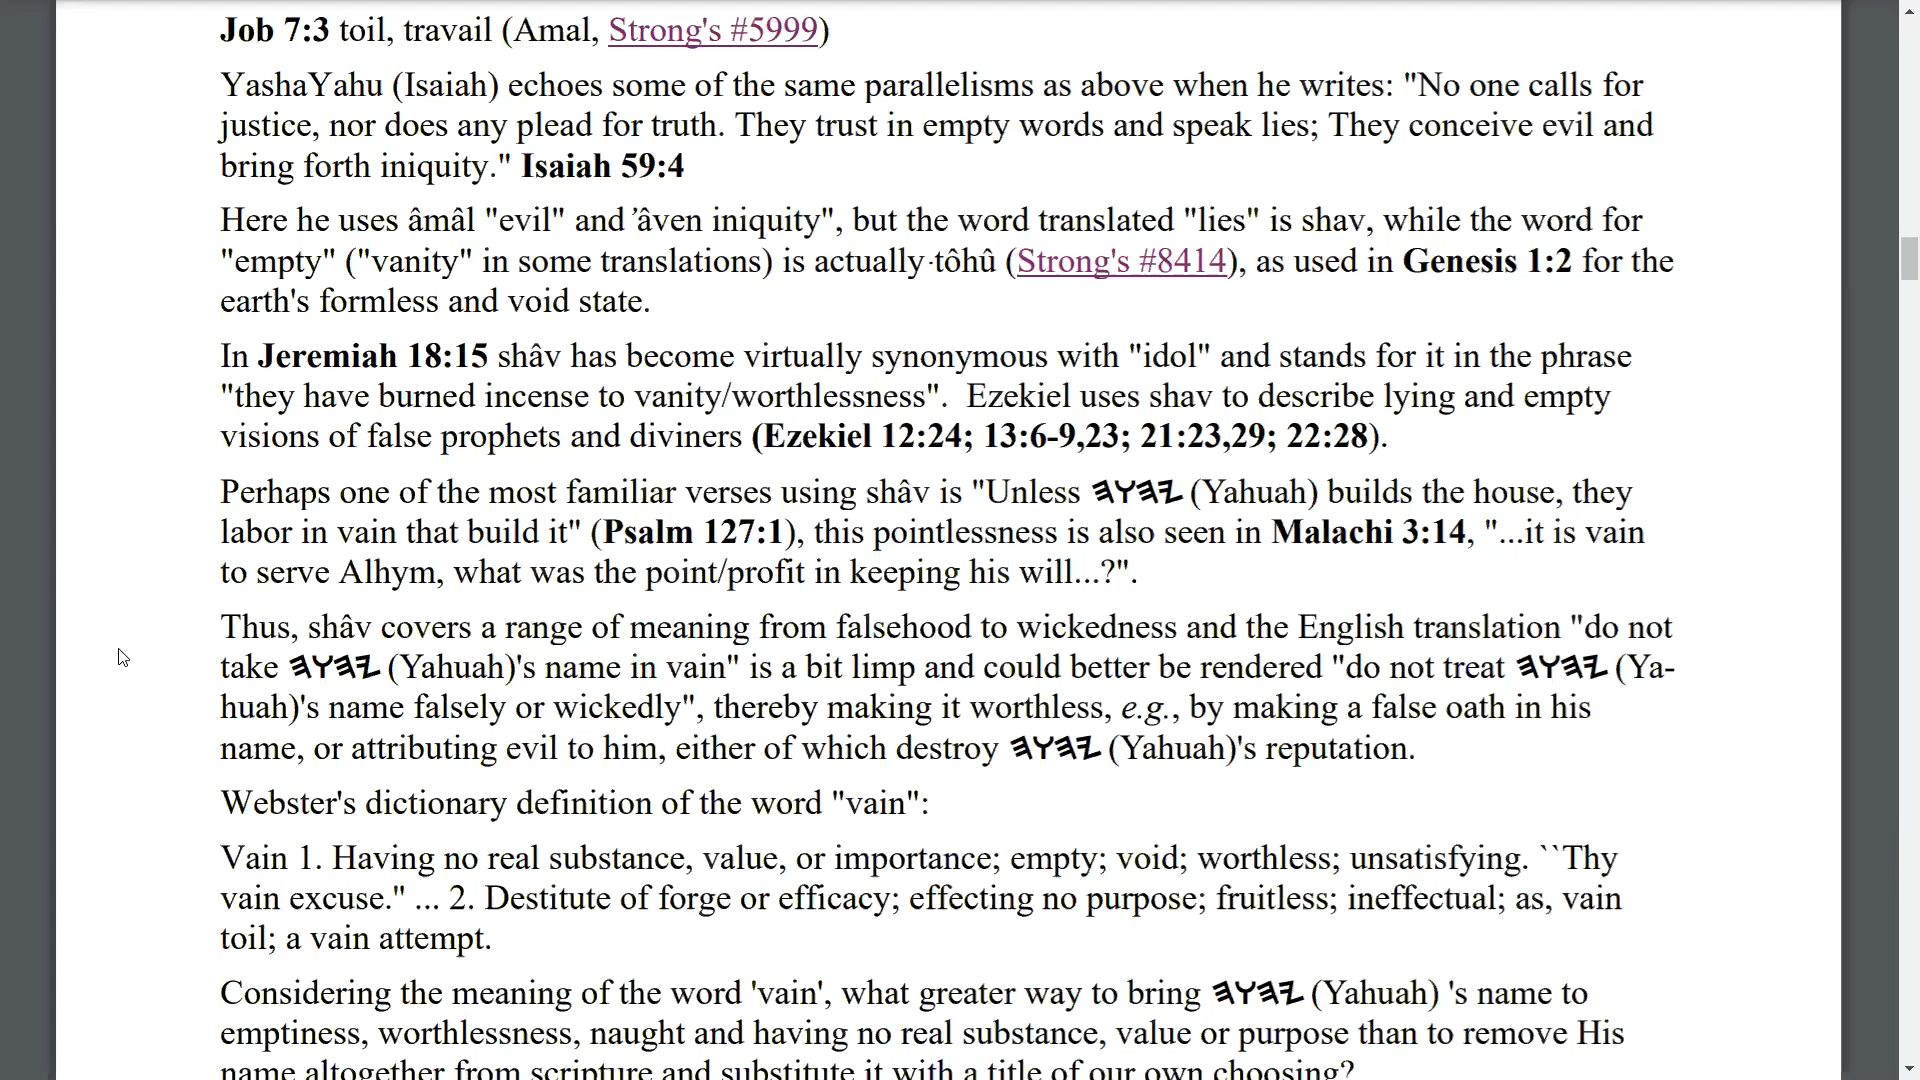 Job 7:3 toil, travail (Amal, Strong's #5999)
YashaYahu (Isaiah) echoes some of the same parallelisms as above when he writes: "No one calls for
justice, nor does any plead for truth. They trust in empty words and speak lies; They conceive evil and
bring forth iniquity." Isaiah 59:4
Here he uses âmâl "evil" and ʼâven iniquity", but the word translated "lies" is shav, while the word for
"empty" ("vanity" in some translations) is actually·tôhû (Strong's #8414), as used in Genesis 1:2 for the
earth's formless and void state.
In Jeremiah 18:15 shâv has become virtually synonymous with "idol" and stands for it in the phrase
"they have burned incense to vanity/worthlessness".  Ezekiel uses shav to describe lying and empty
visions of false prophets and diviners (Ezekiel 12:24; 13:6-9,23; 21:23,29; 22:28).
Perhaps one of the most familiar verses using shâv is "Unless 𐤉𐤄𐤅𐤄 (Yahuah) builds the house, they
labor in vain that build it" (Psalm 127:1), this pointlessness is also seen in Malachi 3:14, "...it is vain
to serve Alhym, what was the point/profit in keeping his will...?".
Thus, shâv covers a range of meaning from falsehood to wickedness and the English translation "do not
take 𐤉𐤄𐤅𐤄 (Yahuah)'s name in vain" is a bit limp and could better be rendered "do not treat 𐤉𐤄𐤅𐤄 (Ya-
huah)'s name falsely or wickedly", thereby making it worthless, e.g., by making a false oath in his
name, or attributing evil to him, either of which destroy 𐤉𐤄𐤅𐤄 (Yahuah)'s reputation.
Webster's dictionary definition of the word "vain":
Vain 1. Having no real substance, value, or importance; empty; void; worthless; unsatisfying. ``Thy
vain excuse." ... 2. Destitute of forge or efficacy; effecting no purpose; fruitless; ineffectual; as, vain
toil; a vain attempt.
Considering the meaning of the word 'vain', what greater way to bring 𐤉𐤄𐤅𐤄 (Yahuah) 's name to
emptiness, worthlessness, naught and having no real substance, value or purpose than to remove His
name altogether from scripture and substitute it with a title of our own choosing?